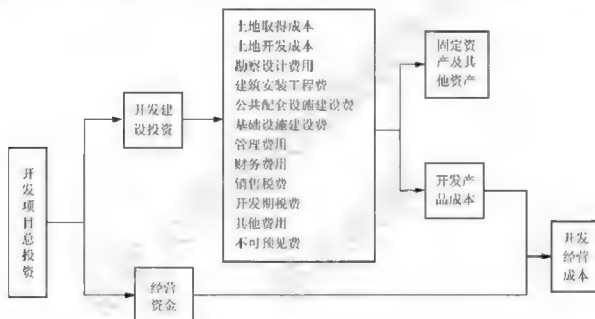 开发项目总投资
开发建
设投资
经营
资金
土地取得成本
土地开发成本
勘察设计费用
建筑安装工程费
公共配套设施建设费
基础设施建设费
管理费用
财务费用
销售税费
开发期税费
其他费用
不可预见费
固定资
产及其
他资产
开发产
品成本
开发
经营
成本